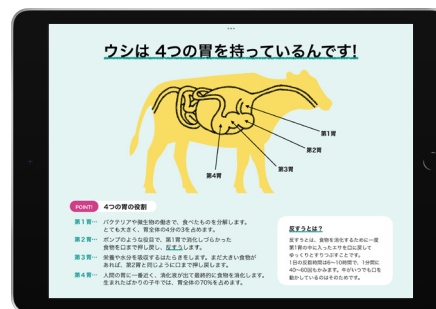 ウシは 4つの胃を持っているんです!
第1胃
第2胃
第3胃
第4胃
POINT! 4つの胃の役割
第1胃… バクテリアや微生物の働きで、食べたものを分解します。
とても大きく、胃全体の4分の3を占めます。
第2胃… ポンプのような役目で、第1胃で消化しづらかった
食物を口まで押し戻し、反すうします。
第3胃… 栄養や水分を吸収するはたらきをします。まだ大きい食物が
あれば、第2胃と同じように口まで押し戻します。
第4胃… 人間の胃に一番近く、消化液が出て最終的に食物を消化します。
生まれたばかりの子牛では、胃全体の70%を占めます。
反すうとは?
反すうとは、食物を消化するために一度
第1胃の中に入ったエサを口に戻して
ゆっくりとすりつぶすことです。
1日の反芻時間は6〜10時間で、1分間に
40〜60回もかみます。牛がいつでも口を
動かしているのはそのためです。